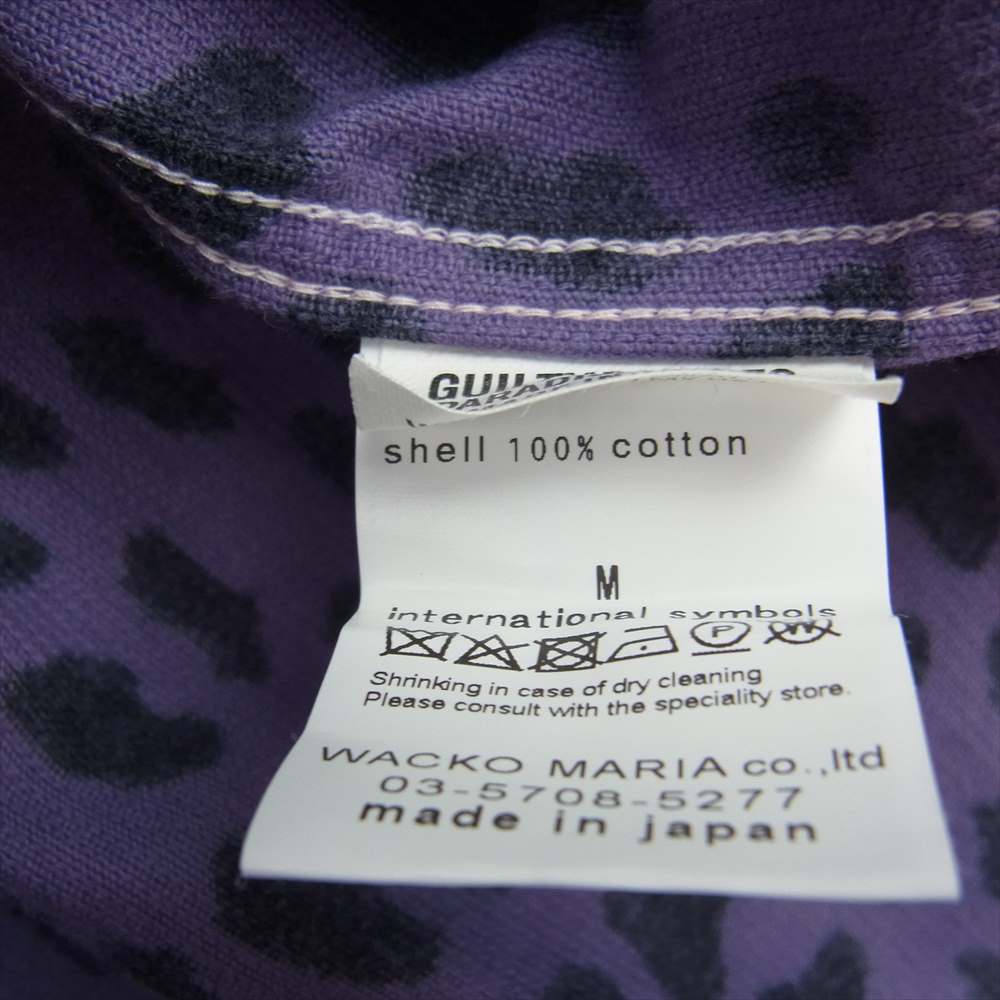 shell 100% cotton
M
international symbols
P
Shrinking in case of dry cleaning
Please consult with the speciality store.
WACKO MARIA co.,ltd
03-5708-5277
made in japan